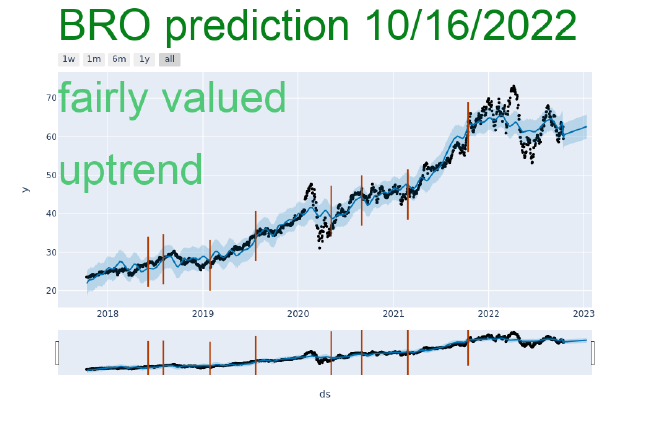 BRO prediction 10/16/2022
1w 1m 6m 1y all
fairly valued
uptrend
70
60
50
40
30
20
y
2018 2019 2020 2021 2022 2023
ds